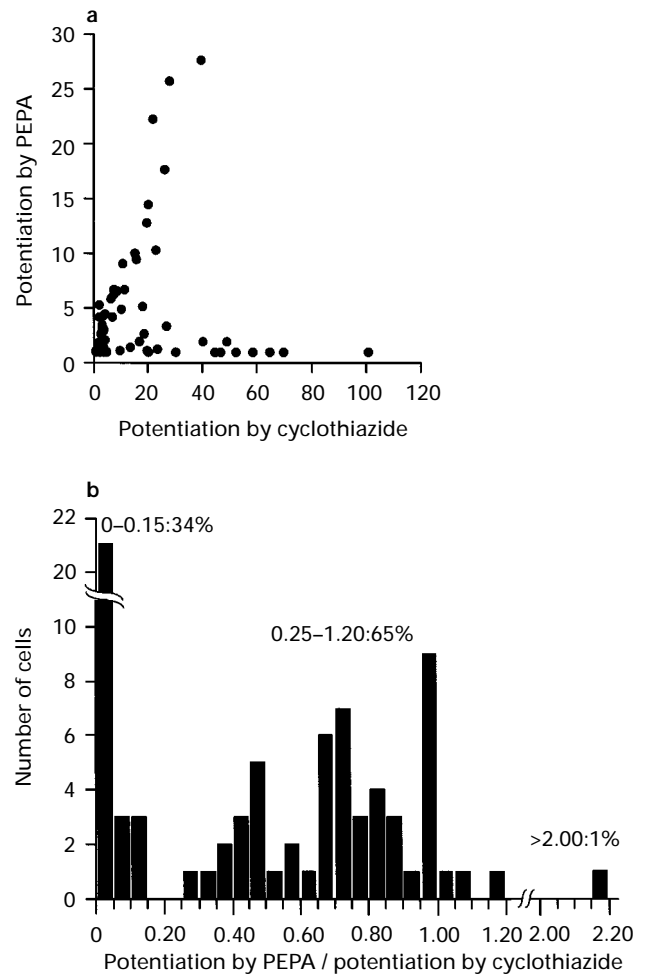 a
30
25
20
15
10
5
0
Potentiation by PEPA
0 20 40 60 80 100 120
Potentiation by cyclothiazide
b
22
20
10
8
6
4
2
0
Number of cells
0–0.15:34%
0.25–1.20:65%
>2.00:1%
0 0.20 0.40 0.60 0.80 1.00 1.20 2.00 2.20
Potentiation by PEPA / potentiation by cyclothiazide